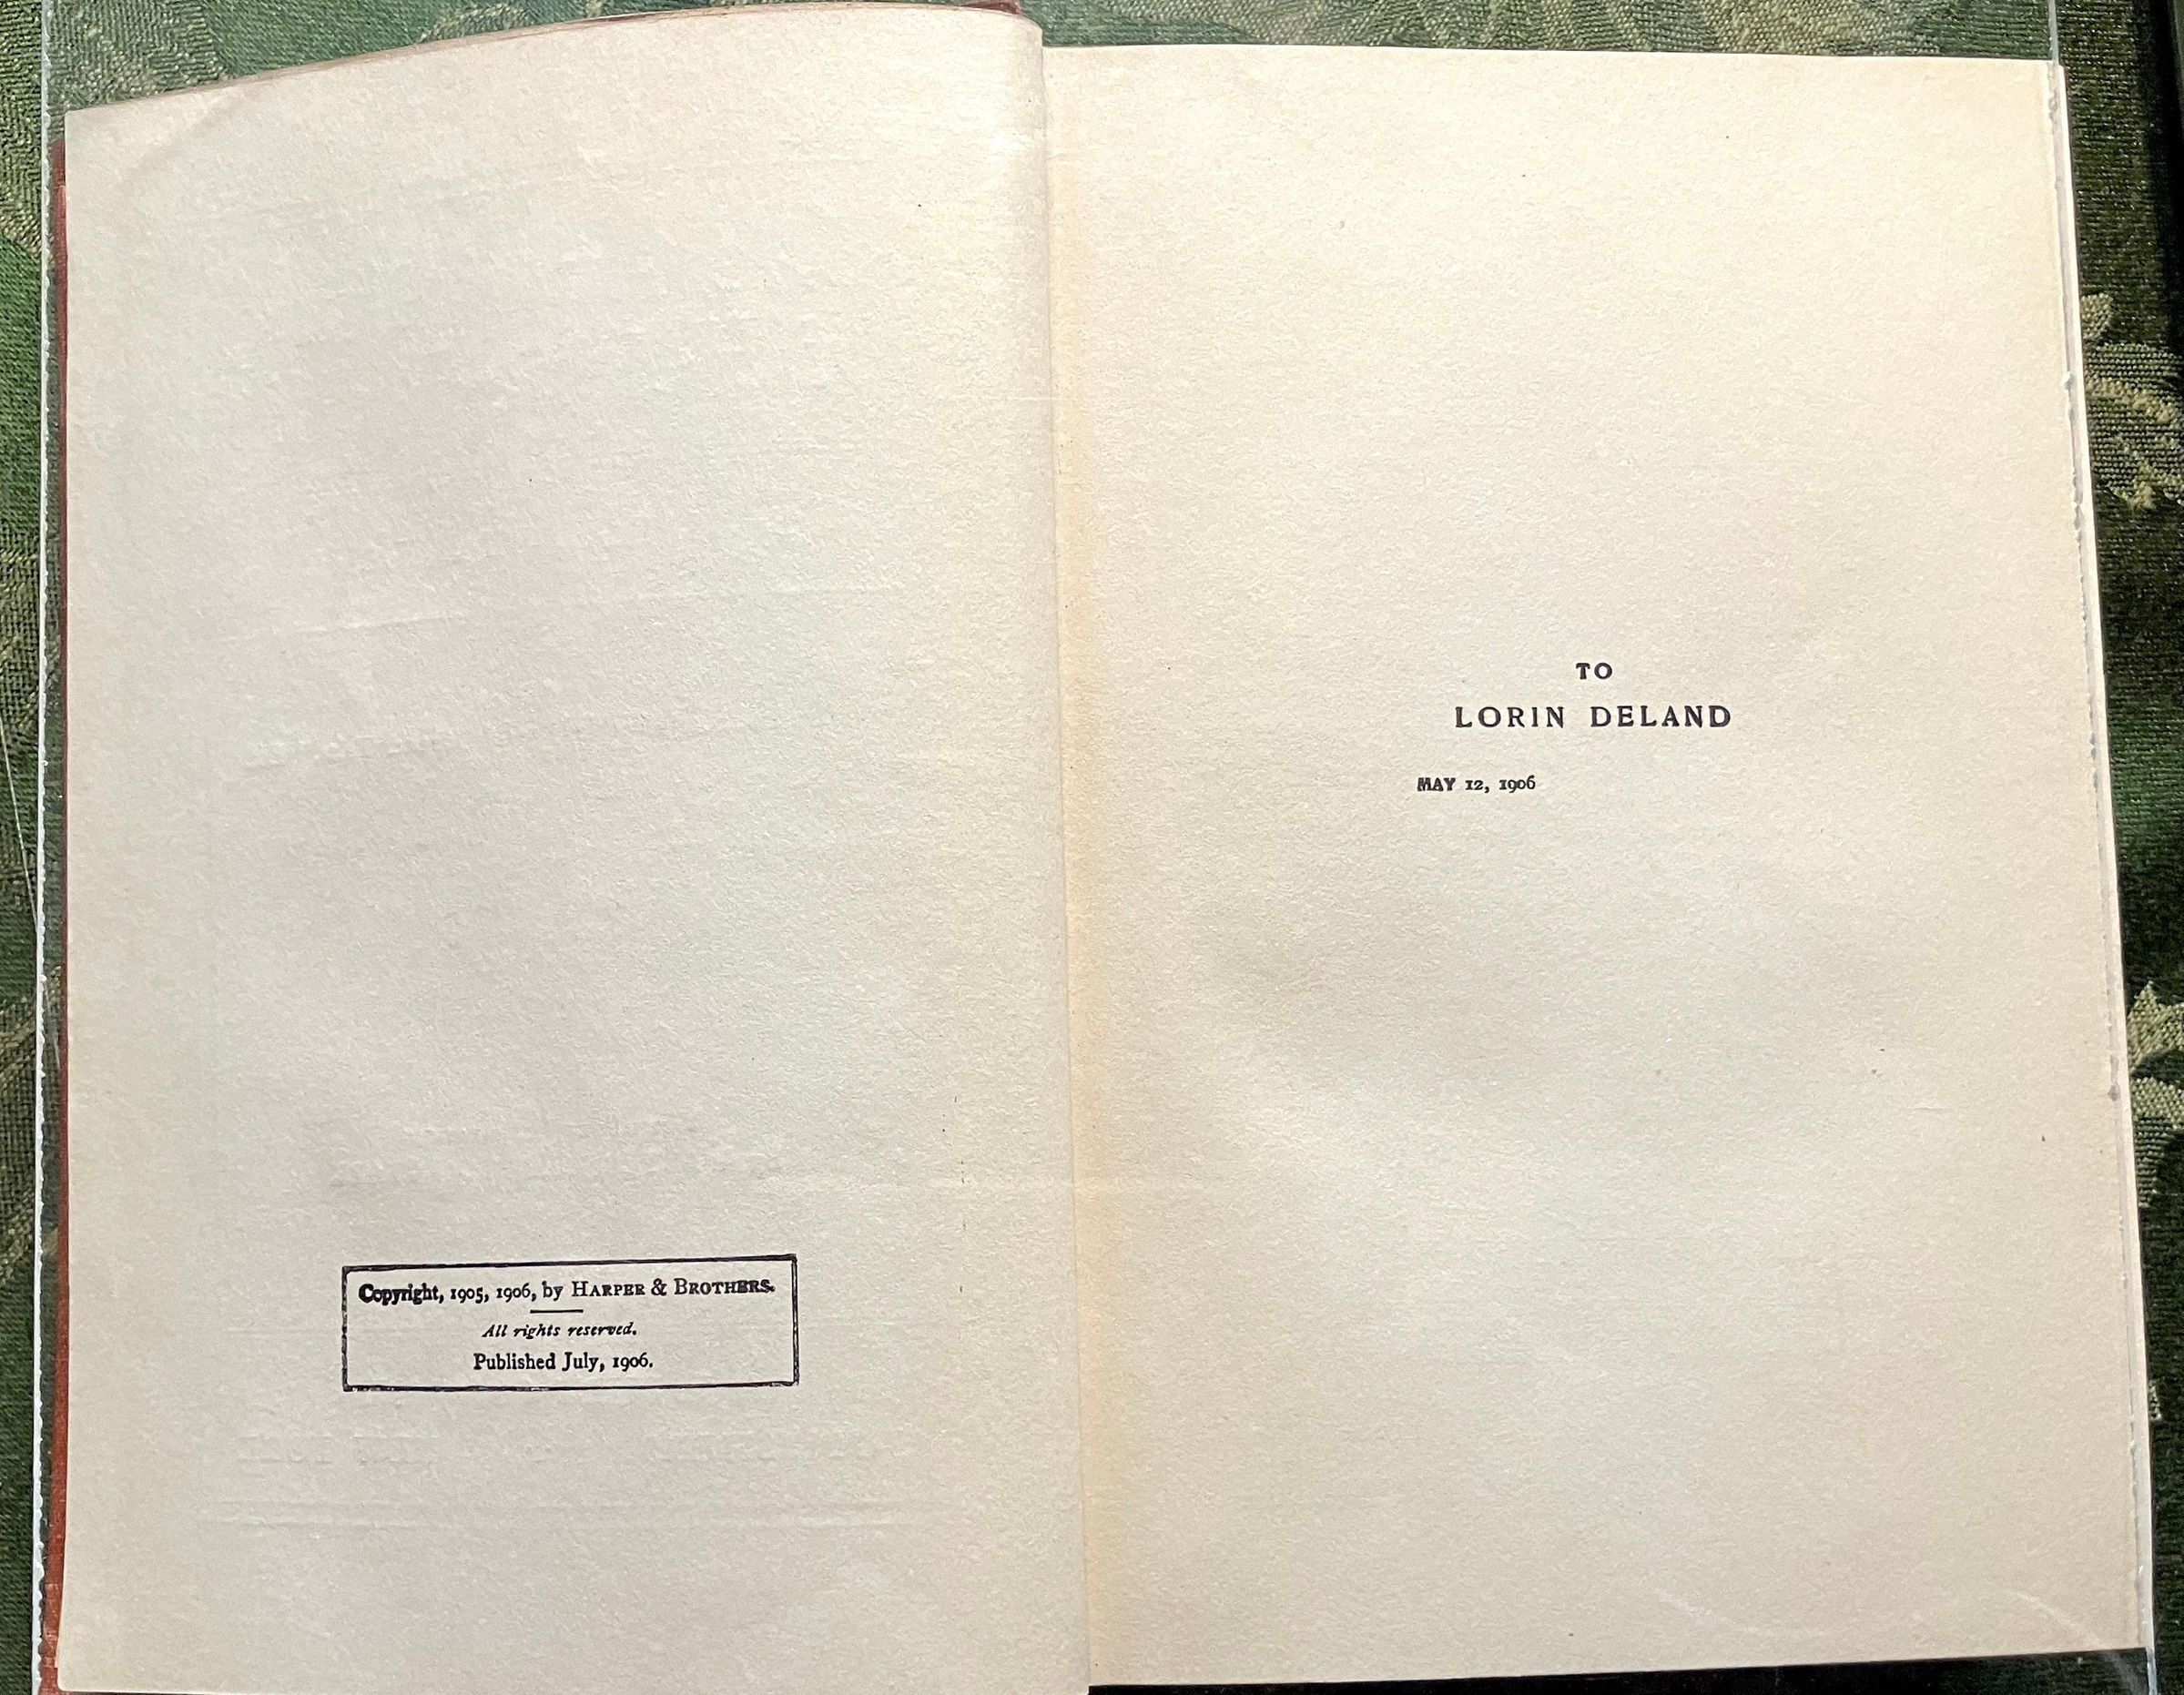 Copyright, 1905, 1906, by HARPER & BROTHERS.
All rights reserved.
Published July, 1906.
TO
LORIN DELAND
MAY 12, 1906